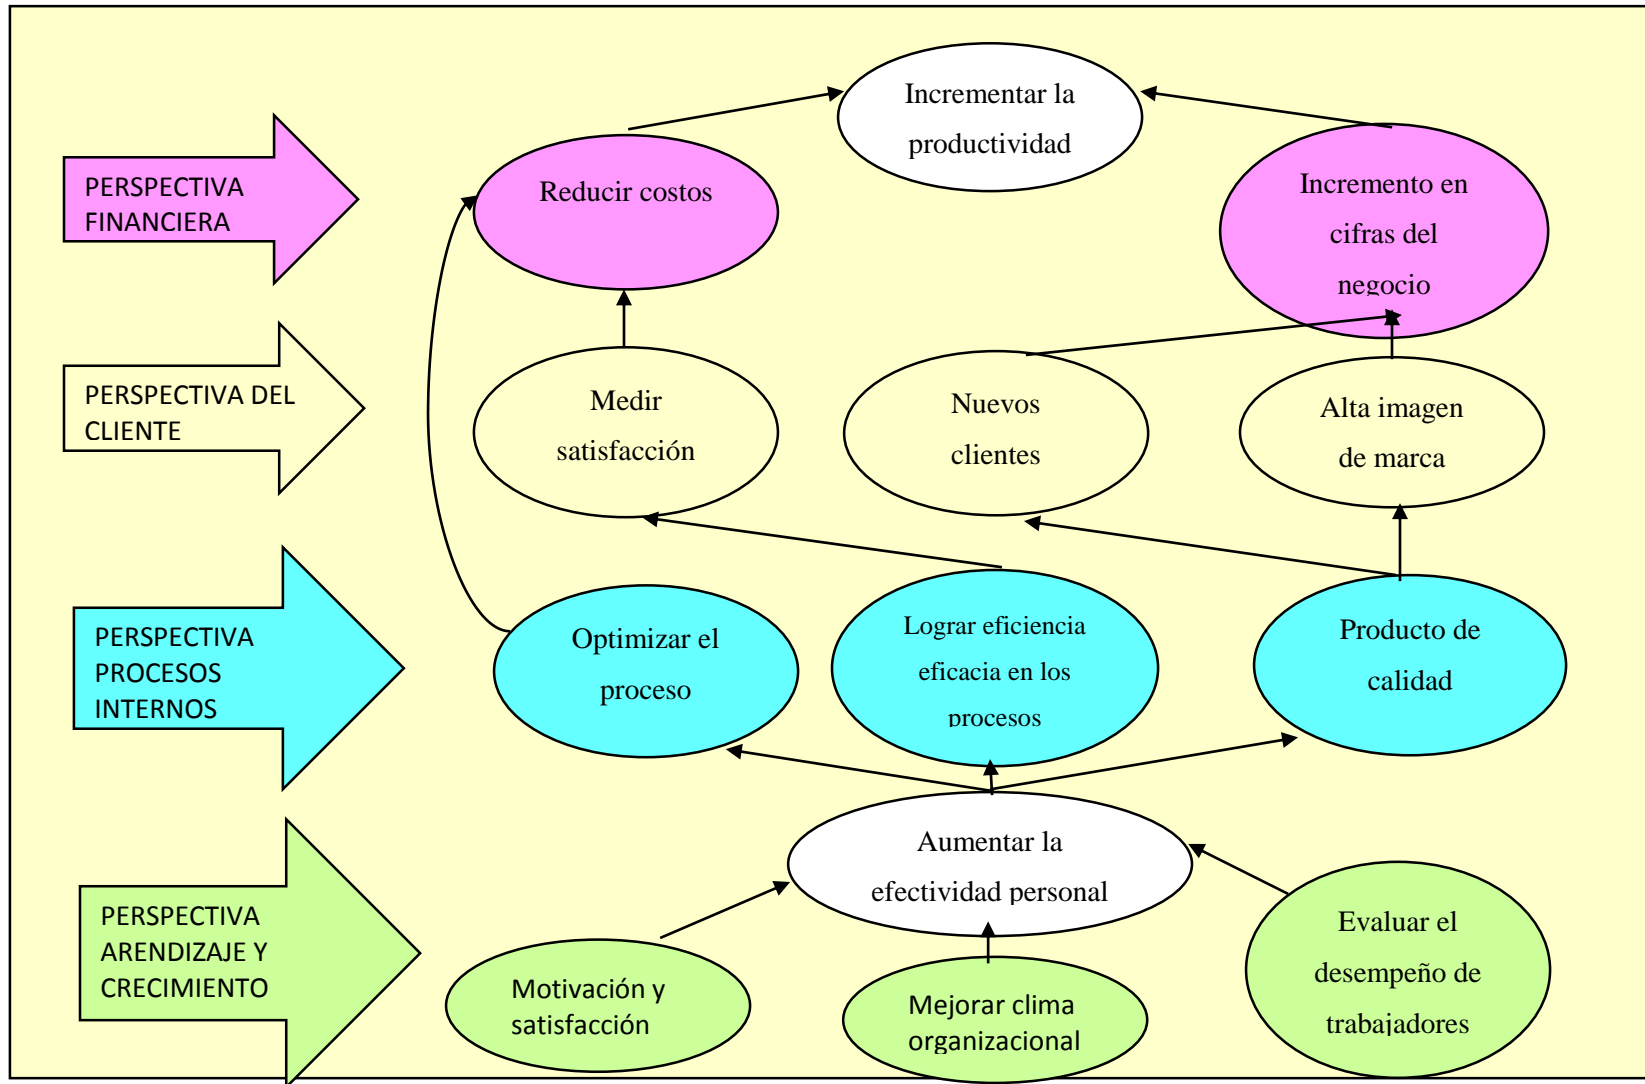 Incrementar la
productividad
PERSPECTIVA
FINANCIERA
Reducir costos
Incremento en
cifras del
negocio
PERSPECTIVA DEL
CLIENTE
Medir
satisfacción
Nuevos
clientes
Alta imagen
de marca
PERSPECTIVA
PROCESOS
INTERNOS
Optimizar el
proceso
Lograr eficiencia
eficacia en los
procesos
Producto de
calidad
Aumentar la
efectividad personal
PERSPECTIVA
ARENDIZAJE Y
CRECIMIENTO
Motivación y
satisfacción
Mejorar clima
organizacional
Evaluar el
desempeño de
trabajadores